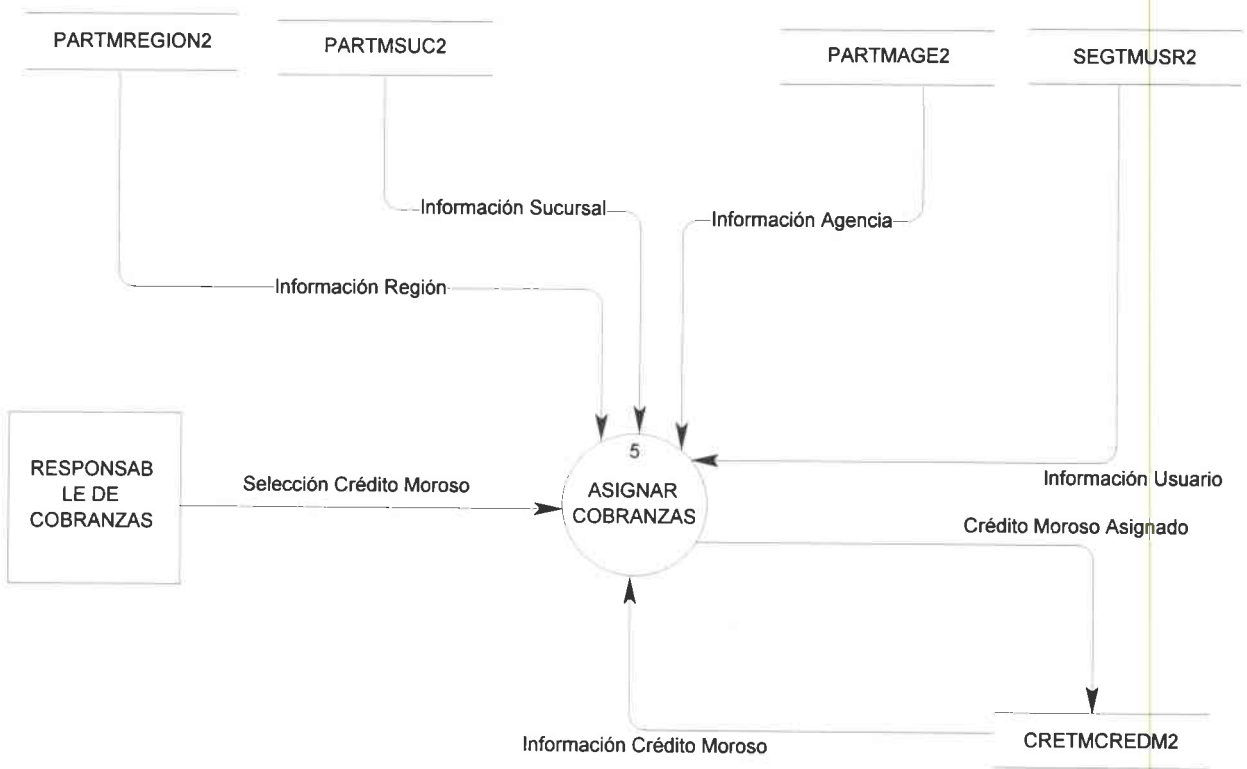 PARTMREGION2
PARTMSUC2
PARTMAGE2
SEGTMUSR2
Información Sucursal
Información Agencia
Información Región
RESPONSAB
LE DE
COBRANZAS
Selección Crédito Moroso
5
ASIGNAR
COBRANZAS
Información Usuario
Crédito Moroso Asignado
Información Crédito Moroso
CRETMCREDM2